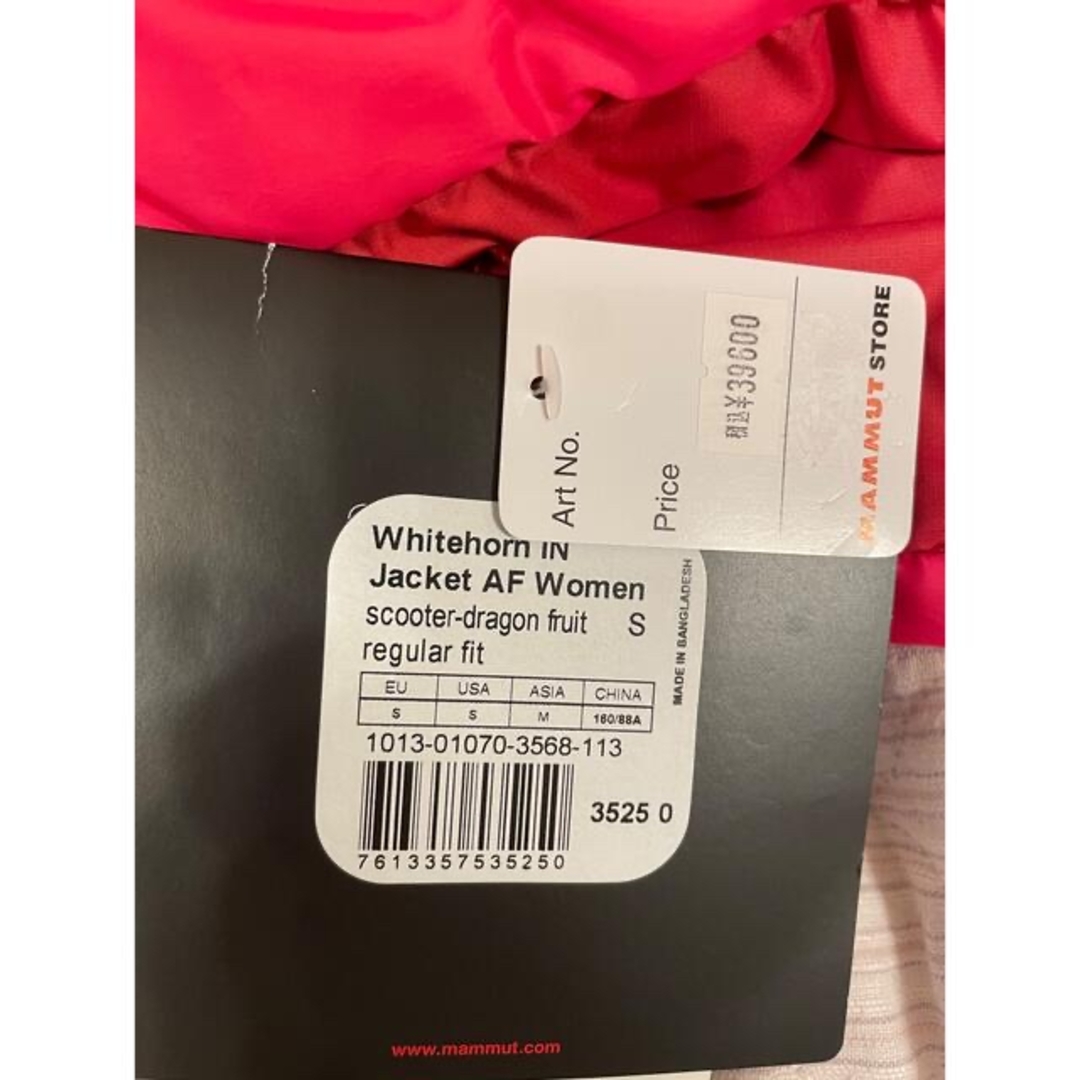 Art No.
Price
税込¥39600
MAMMUT STORE
Whitehorn IN
Jacket AF Women
scooter-dragon fruit S
regular fit
EU USA ASIA CHINA
S S M 160/88A
1013-01070-3568-113
3525 0
7613357535250
MADE IN BANGLADESH
www.mammut.com